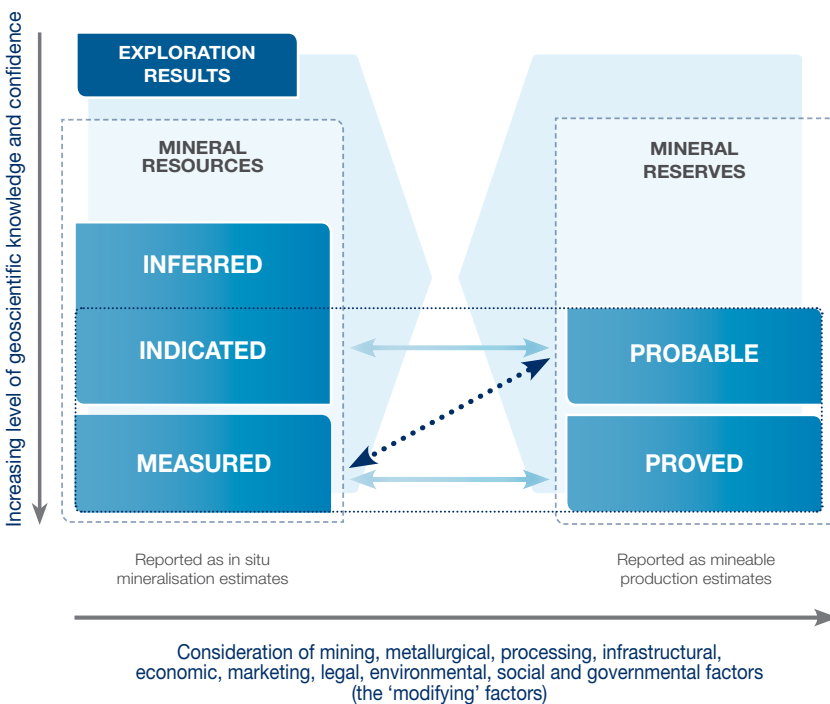 Increasing level of geoscientific knowledge and confidence
EXPLORATION
RESULTS
MINERAL
RESOURCES
INFERRED
INDICATED
MEASURED
MINERAL
RESERVES
PROBABLE
PROVED
Reported as in situ
mineralisation estimates
Reported as mineable
production estimates
Consideration of mining, metallurgical, processing, infrastructural,
economic, marketing, legal, environmental, social and governmental factors
(the ‘modifying’ factors)